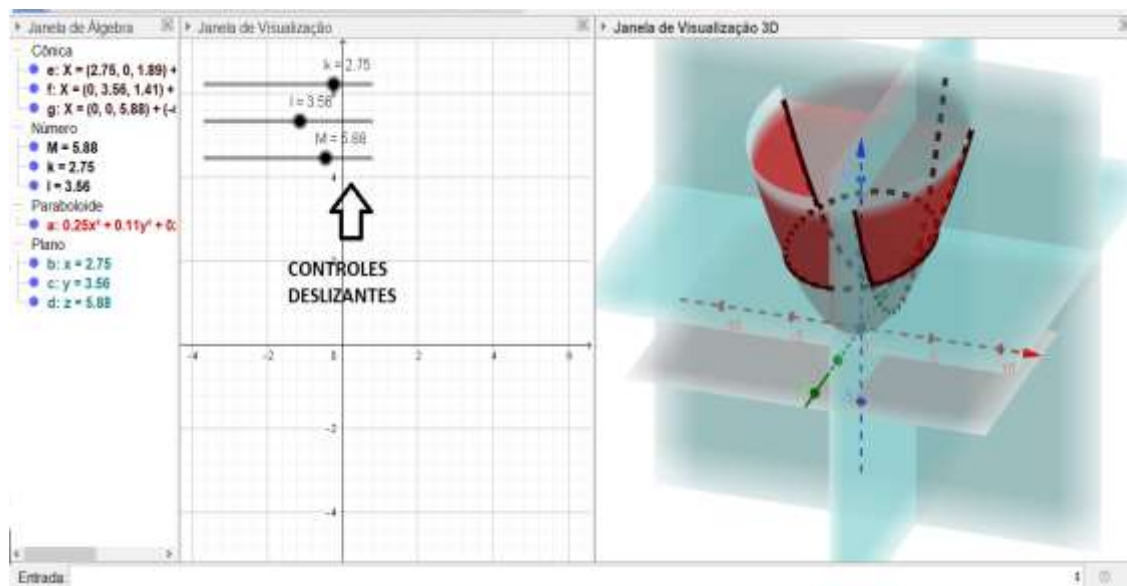 Janela de Álgebra
Cônica
e: X = (2.75, 0, 1.89) +
f: X = (0, 3.56, 1.41) +
g: X = (0, 0, 5.88) + (-4
Número
M = 5.88
k = 2.75
l = 3.56
Paraboloide
a: 0.25x² + 0.11y² + 0
Plano
b: x = 2.75
c: y = 3.56
d: z = 5.88
Janela de Visualização
k = 2.75
l = 3.56
M = 5.88
4
CONTROLES
DESLIZANTES
-4 -2 0 2 4 6
-2
-4
Janela de Visualização 3D
10
Entrada: